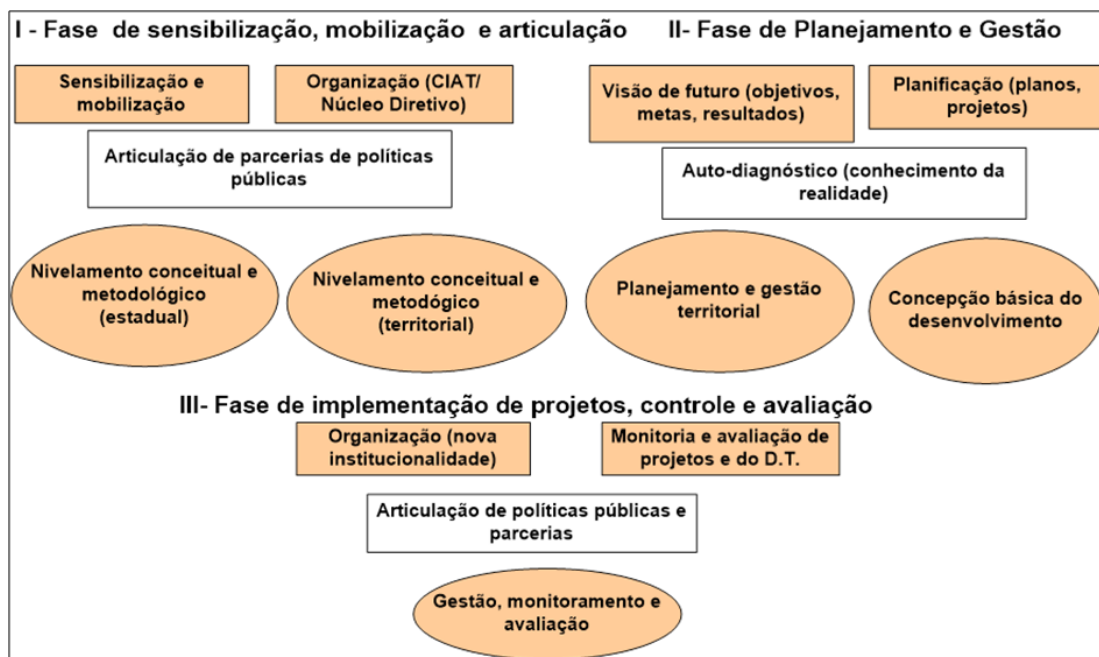 I - Fase de sensibilização, mobilização e articulação
II- Fase de Planejamento e Gestão
Sensibilização e
mobilização
Organização (CIAT/
Núcleo Diretivo)
Visão de futuro (objetivos,
metas, resultados)
Planificação (planos,
projetos)
Articulação de parcerias de políticas
públicas
Auto-diagnóstico (conhecimento da
realidade)
Nivelamento conceitual e
metodológico
(estadual)
Nivelamento conceitual e
metodógico
(territorial)
Planejamento e gestão
territorial
Concepção básica do
desenvolvimento
III- Fase de implementação de projetos, controle e avaliação
Organização (nova
institucionalidade)
Monitoria e avaliação de
projetos e do D.T.
Articulação de políticas públicas e
parcerias
Gestão, monitoramento e
avaliação